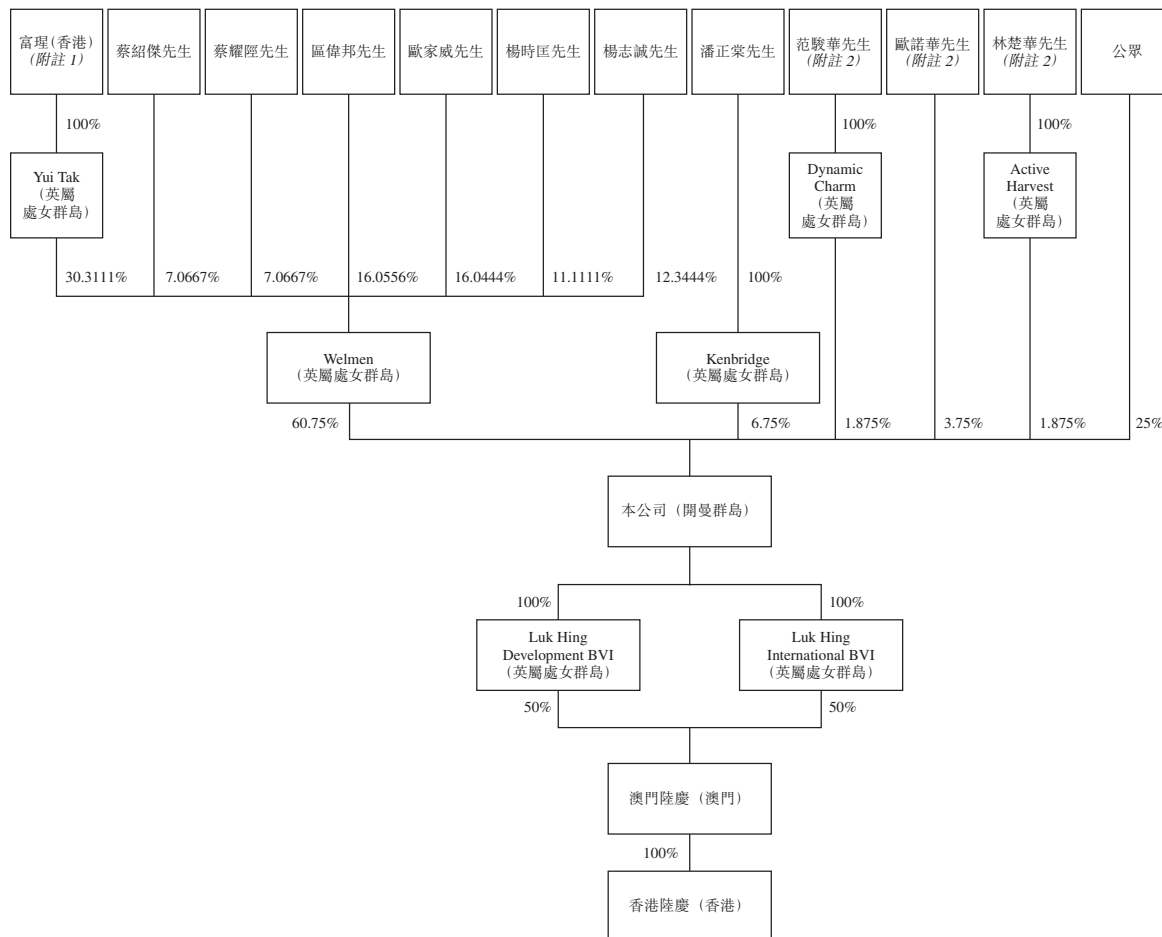 富瑆(香港)
(附註 1)
蔡紹傑先生
蔡耀陞先生
區偉邦先生
歐家威先生
楊時匡先生
楊志誠先生
潘正棠先生
范駿華先生
(附註 2)
歐諾華先生
(附註 2)
林楚華先生
(附註 2)
公眾
100%
100%
100%
Yui Tak
(英屬
處女群島)
Dynamic
Charm
(英屬
處女群島)
Active
Harvest
(英屬
處女群島)
30.3111%
7.0667%
7.0667%
16.0556%
16.0444%
11.1111%
12.3444%
100%
Welmen
(英屬處女群島)
Kenbridge
(英屬處女群島)
60.75%
6.75%
1.875%
3.75%
1.875%
25%
本公司(開曼群島)
100%
100%
Luk Hing
Development BVI
(英屬處女群島)
Luk Hing
International BVI
(英屬處女群島)
50%
50%
澳門陸慶(澳門)
100%
香港陸慶(香港)